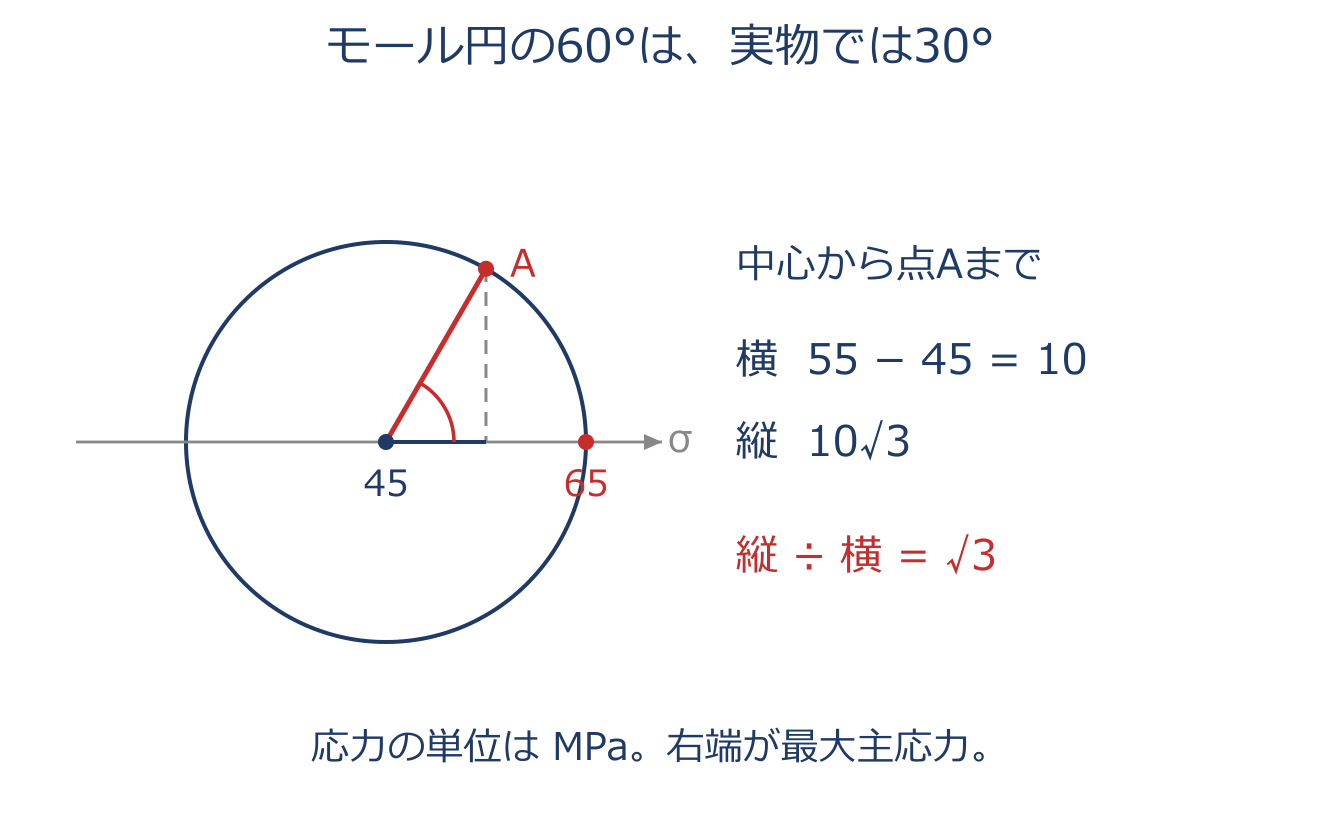 モール円の60°は、実物では30°
A
σ
45
65
中心から点Aまで
横 55 − 45 = 10
縦 10√3
縦 ÷ 横 = √3
応力の単位は MPa。右端が最大主応力。